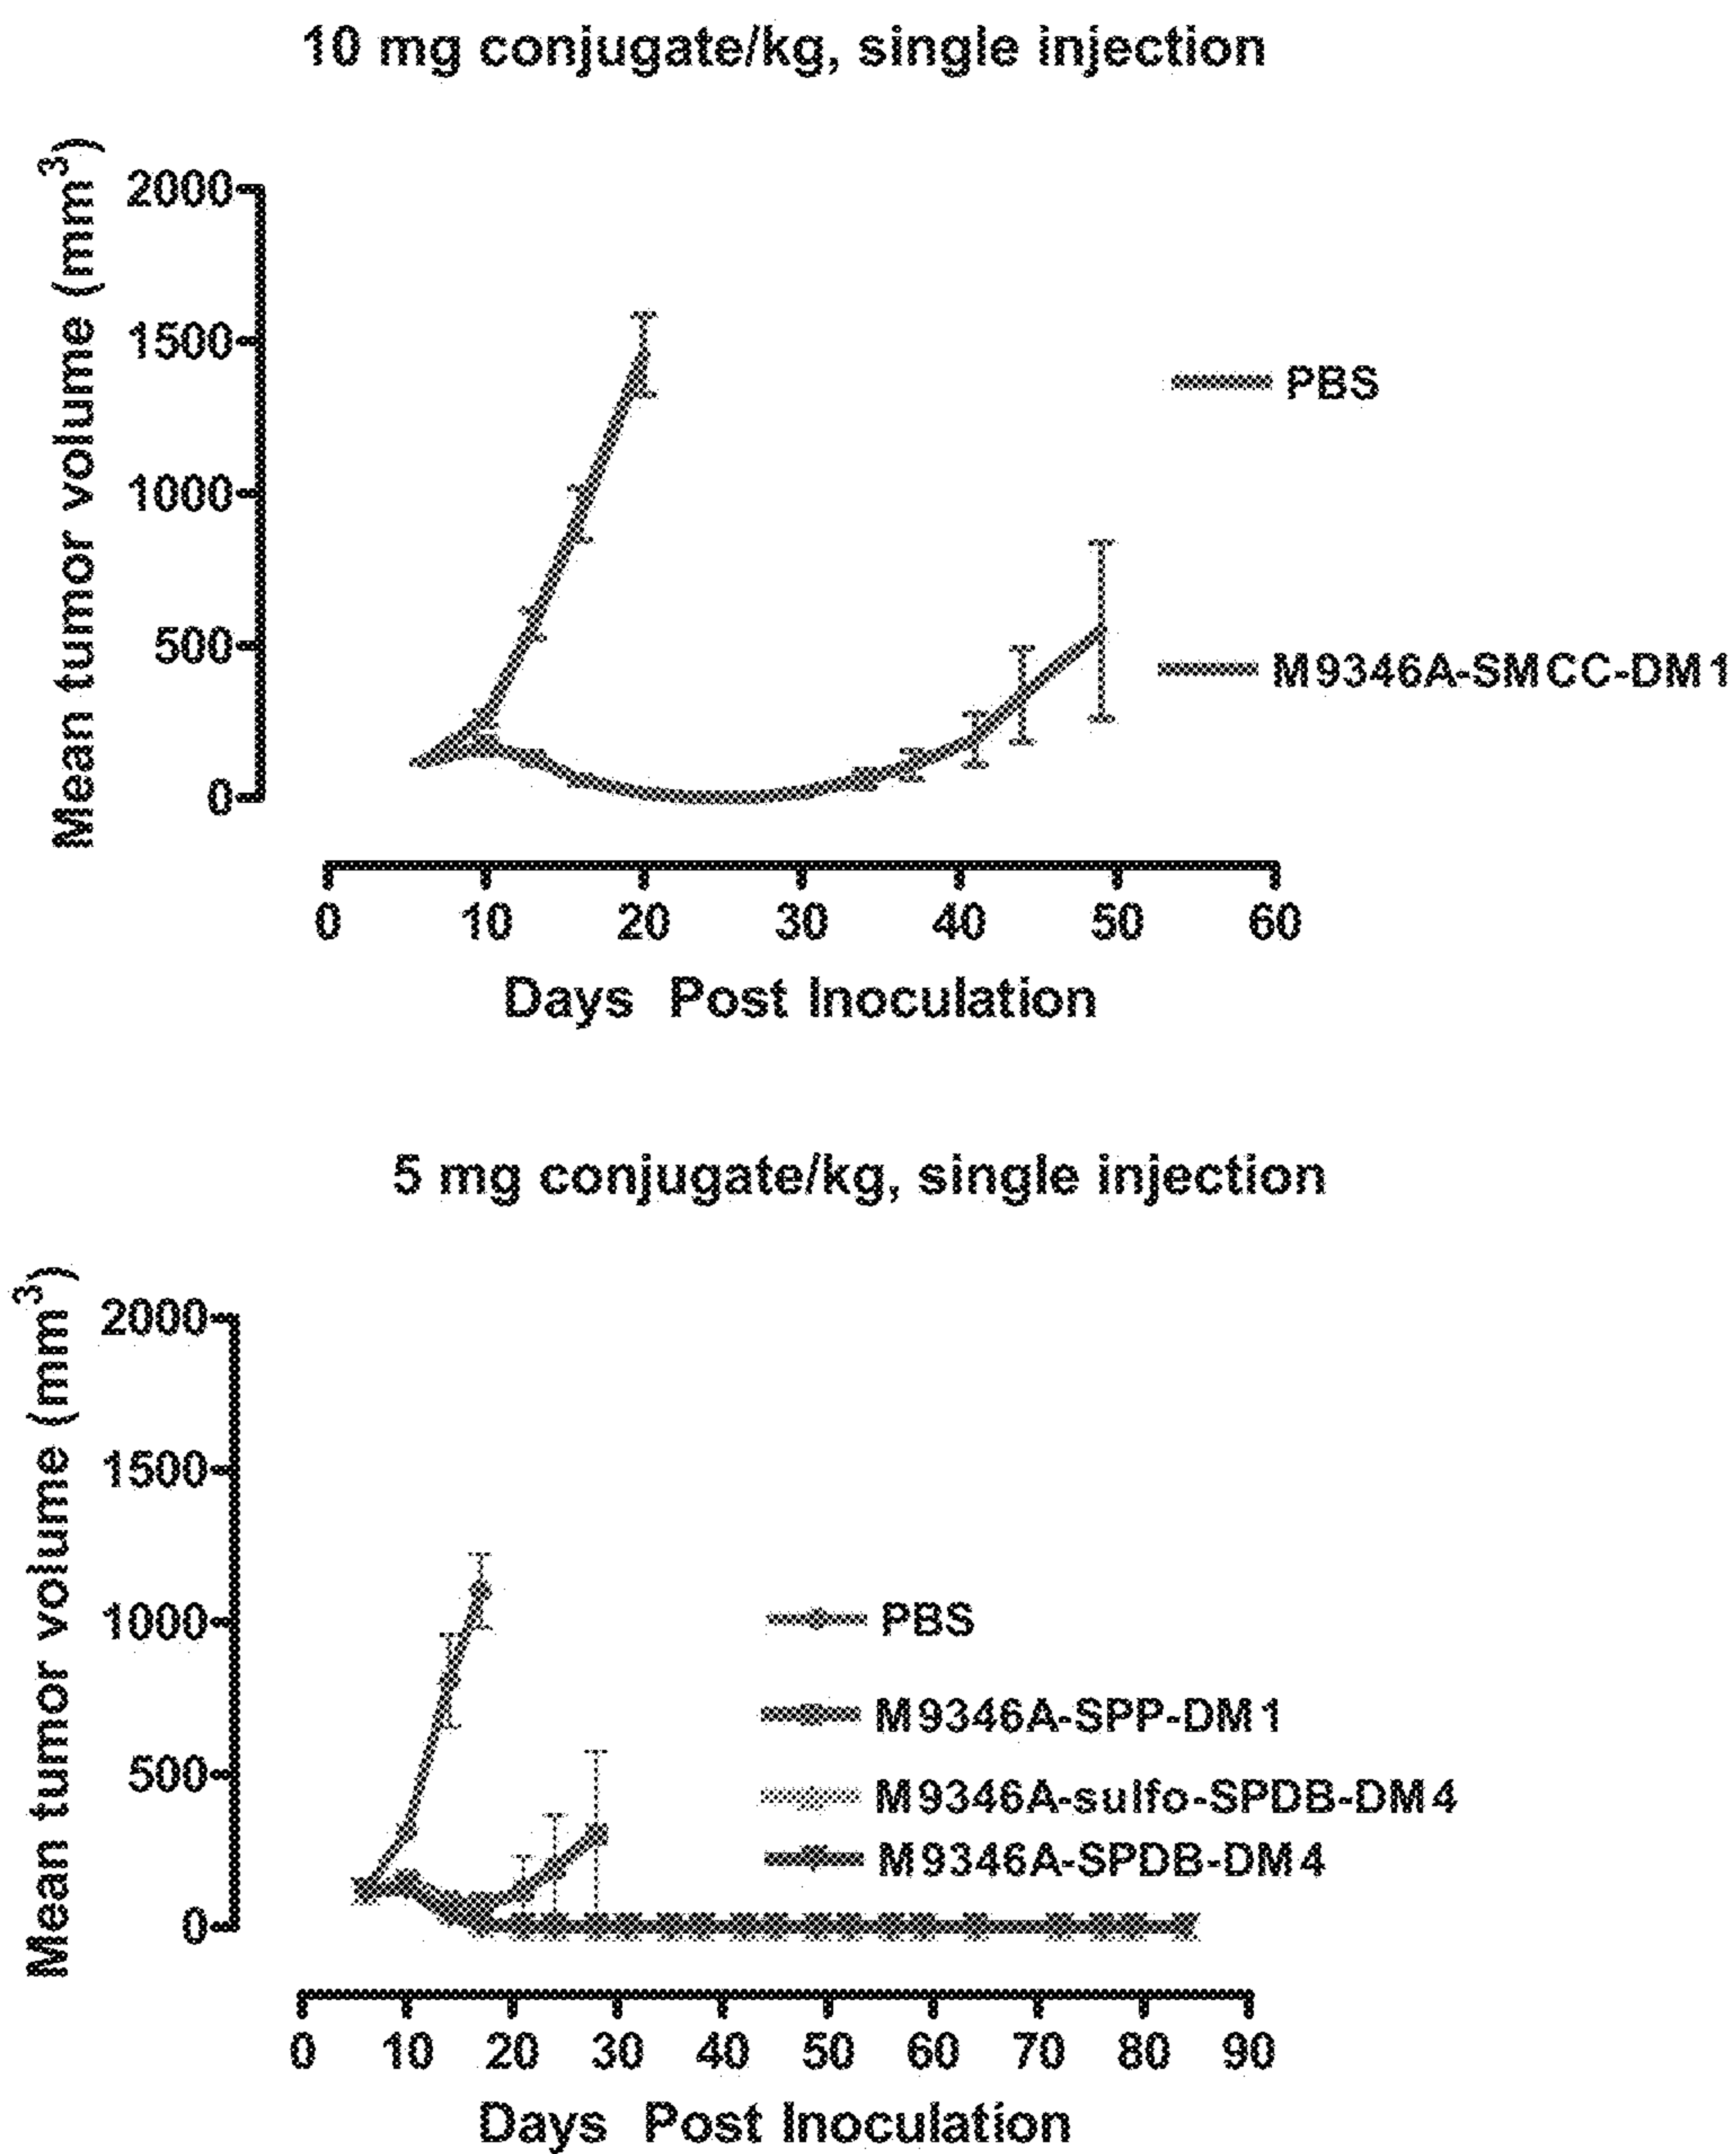 10 mg conjugate/kg, single injection
Mean tumor volume (mm³)
2000
1500
1000
500
0
PBS
M9346A-SMCC-DM1
0 10 20 30 40 50 60
Days Post Inoculation
5 mg conjugate/kg, single injection
Mean tumor volume (mm³)
2000
1500
1000
500
0
PBS
M9346A-SPP-DM1
M9346A-sulfo-SPDB-DM4
M9346A-SPDB-DM4
0 10 20 30 40 50 60 70 80 90
Days Post Inoculation